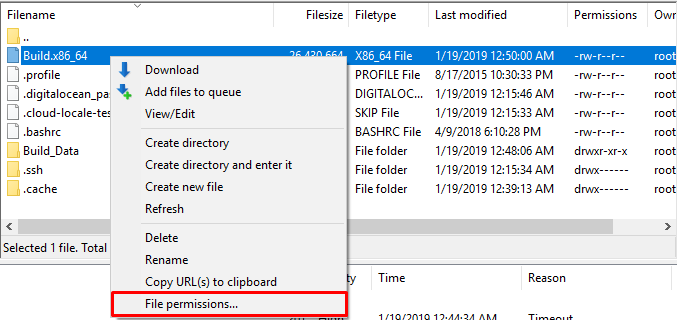 Filename Filesize Filetype Last modified Permissions Ow
..
Build.x86_64 26,430,664 X86_64 File 1/19/2019 12:50:00 AM -rw-r--r-- root
.profile PROFILE File 8/17/2015 10:30:33 PM -rw-r--r-- root
.digitalocean_pa DIGITALOC... 1/19/2019 12:15:46 AM -rw-r--r-- root
.cloud-locale-tes SKIP File 1/19/2019 12:15:33 AM -rw-r--r-- root
.bashrc BASHRC File 4/9/2018 6:10:28 PM -rw-r--r-- root
Build_Data File folder 1/19/2019 12:48:06 AM drwxr-xr-x root
.ssh File folder 1/19/2019 12:15:34 AM drwx------ root
.cache File folder 1/19/2019 12:39:13 AM drwx------ root
Download
Add files to queue
View/Edit
Create directory
Create directory and enter it
Create new file
Refresh
Delete
Rename
Copy URL(s) to clipboard
File permissions...
Selected 1 file. Total
Time Reason
1/19/2019 12:44:34 AM Timeout